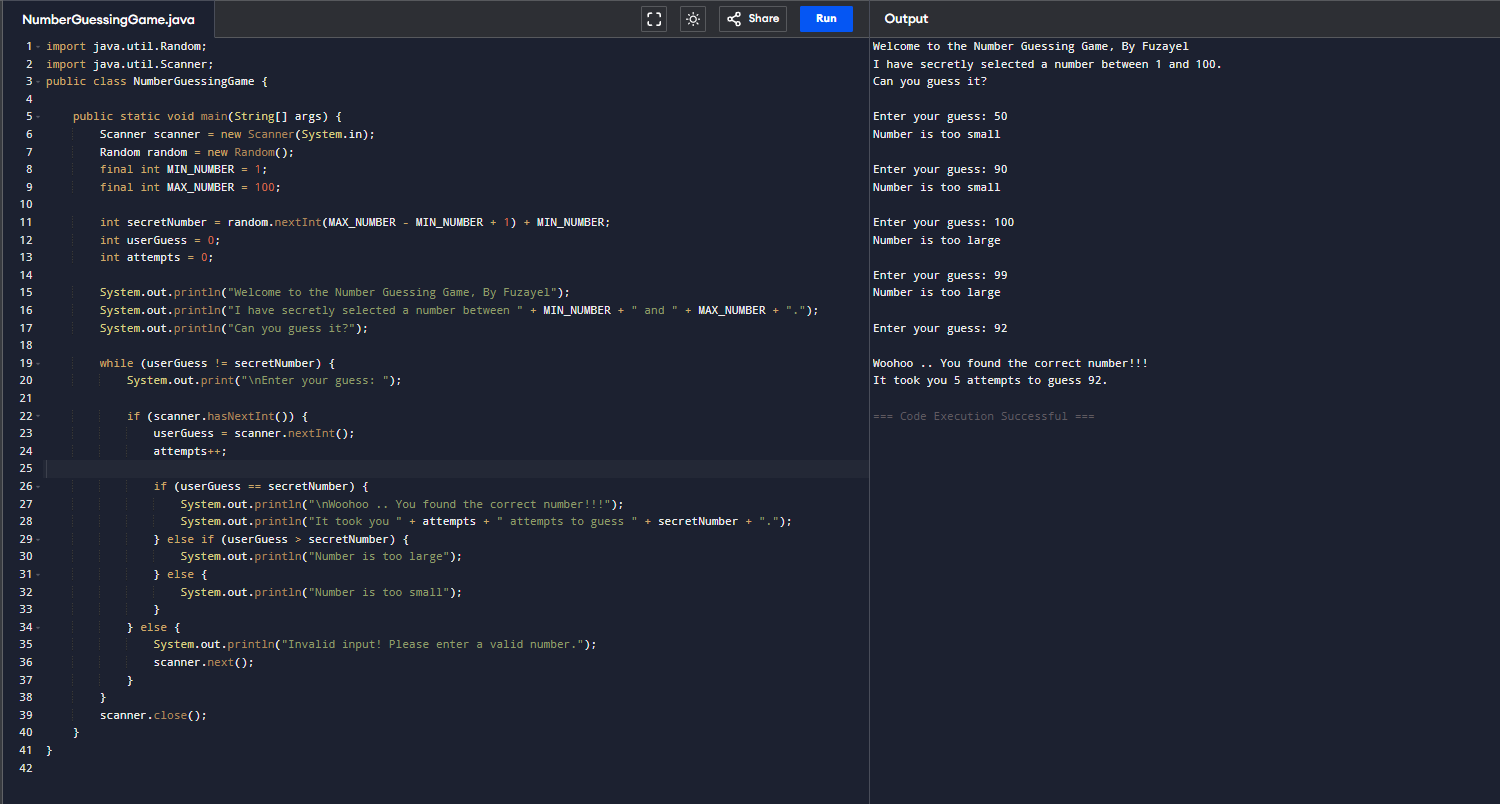 NumberGuessingGame.java
Share
Run
Output
1 import java.util.Random;
2 import java.util.Scanner;
3 public class NumberGuessingGame {
4
5     public static void main(String[] args) {
6         Scanner scanner = new Scanner(System.in);
7         Random random = new Random();
8         final int MIN_NUMBER = 1;
9         final int MAX_NUMBER = 100;
10
11         int secretNumber = random.nextInt(MAX_NUMBER - MIN_NUMBER + 1) + MIN_NUMBER;
12         int userGuess = 0;
13         int attempts = 0;
14
15         System.out.println("Welcome to the Number Guessing Game, By Fuzayel");
16         System.out.println("I have secretly selected a number between " + MIN_NUMBER + " and " + MAX_NUMBER + ".");
17         System.out.println("Can you guess it?");
18
19         while (userGuess != secretNumber) {
20             System.out.print("\nEnter your guess: ");
21
22             if (scanner.hasNextInt()) {
23                 userGuess = scanner.nextInt();
24                 attempts++;
25
26                 if (userGuess == secretNumber) {
27                     System.out.println("\nWoohoo .. You found the correct number!!!");
28                     System.out.println("It took you " + attempts + " attempts to guess " + secretNumber + ".");
29                 } else if (userGuess > secretNumber) {
30                     System.out.println("Number is too large");
31                 } else {
32                     System.out.println("Number is too small");
33                 }
34             } else {
35                 System.out.println("Invalid input! Please enter a valid number.");
36                 scanner.next();
37             }
38         }
39         scanner.close();
40     }
41 }
42
Welcome to the Number Guessing Game, By Fuzayel
I have secretly selected a number between 1 and 100.
Can you guess it?

Enter your guess: 50
Number is too small

Enter your guess: 90
Number is too small

Enter your guess: 100
Number is too large

Enter your guess: 99
Number is too large

Enter your guess: 92

Woohoo .. You found the correct number!!!
It took you 5 attempts to guess 92.

=== Code Execution Successful ===